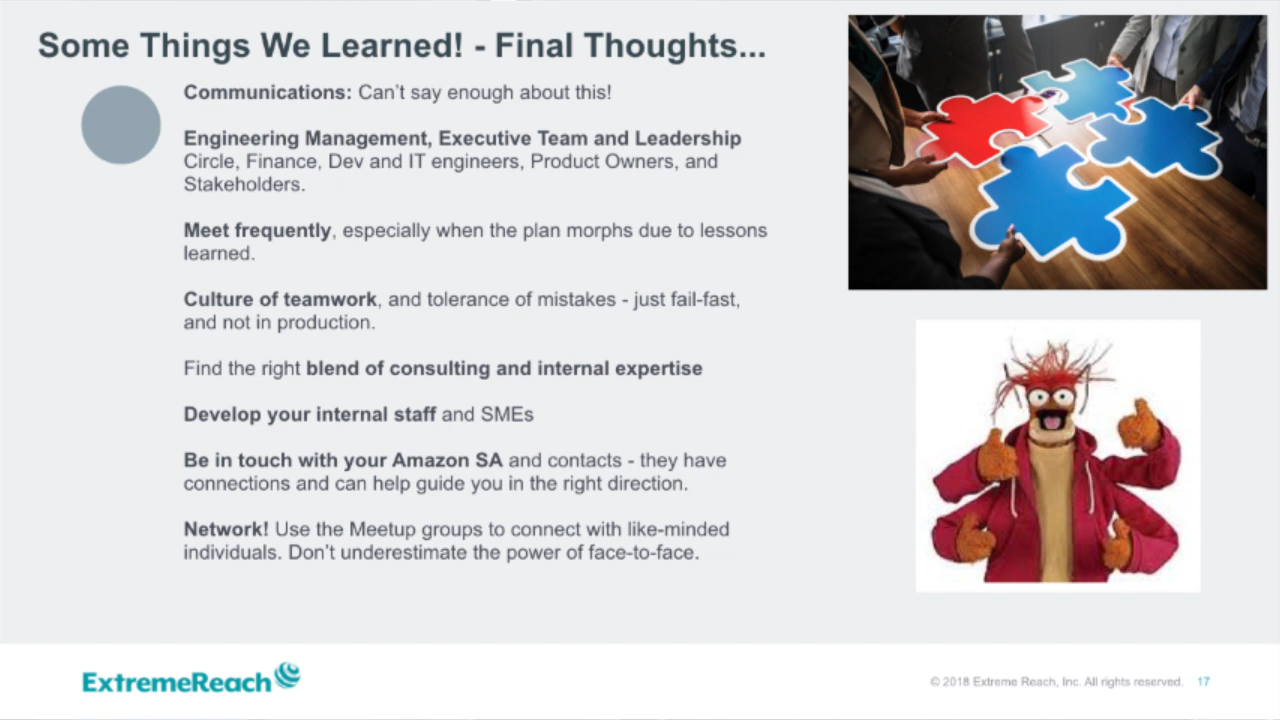 Some Things We Learned! - Final Thoughts...
Communications: Can't say enough about this!
Engineering Management, Executive Team and Leadership
Circle, Finance, Dev and IT engineers, Product Owners, and
Stakeholders.
Meet frequently, especially when the plan morphs due to lessons
learned.
Culture of teamwork, and tolerance of mistakes - just fail-fast,
and not in production.
Find the right blend of consulting and internal expertise
Develop your internal staff and SMEs
Be in touch with your Amazon SA and contacts - they have
connections and can help guide you in the right direction.
Network! Use the Meetup groups to connect with like-minded
individuals. Don't underestimate the power of face-to-face.
ExtremeReach
© 2018 Extreme Reach, Inc. All rights reserved. 17